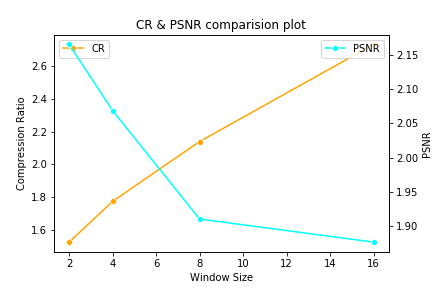 CR & PSNR comparision plot
CR
PSNR
Compression Ratio
2.6
2.4
2.2
2.0
1.8
1.6
2.15
2.10
2.05
2.00
1.95
1.90
PSNR
2 4 6 8 10 12 14 16
Window Size